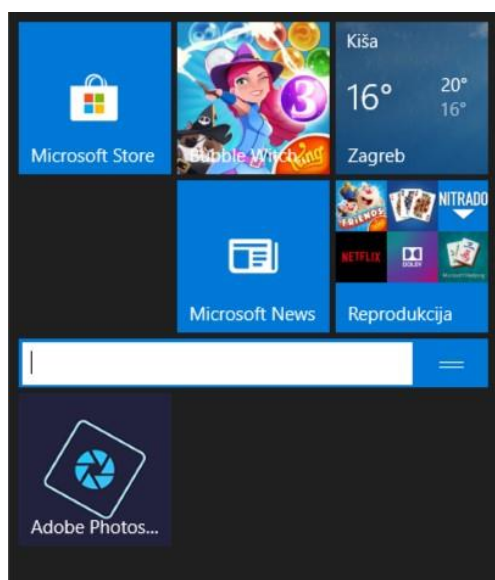 Kiša
16°
20°
16°
Microsoft Store
Bubble Witch
3
King
Zagreb
FRIENDS
NITRADO
NETFLIX
DOLBY
Microsoft News
Reprodukcija
Adobe Photos...